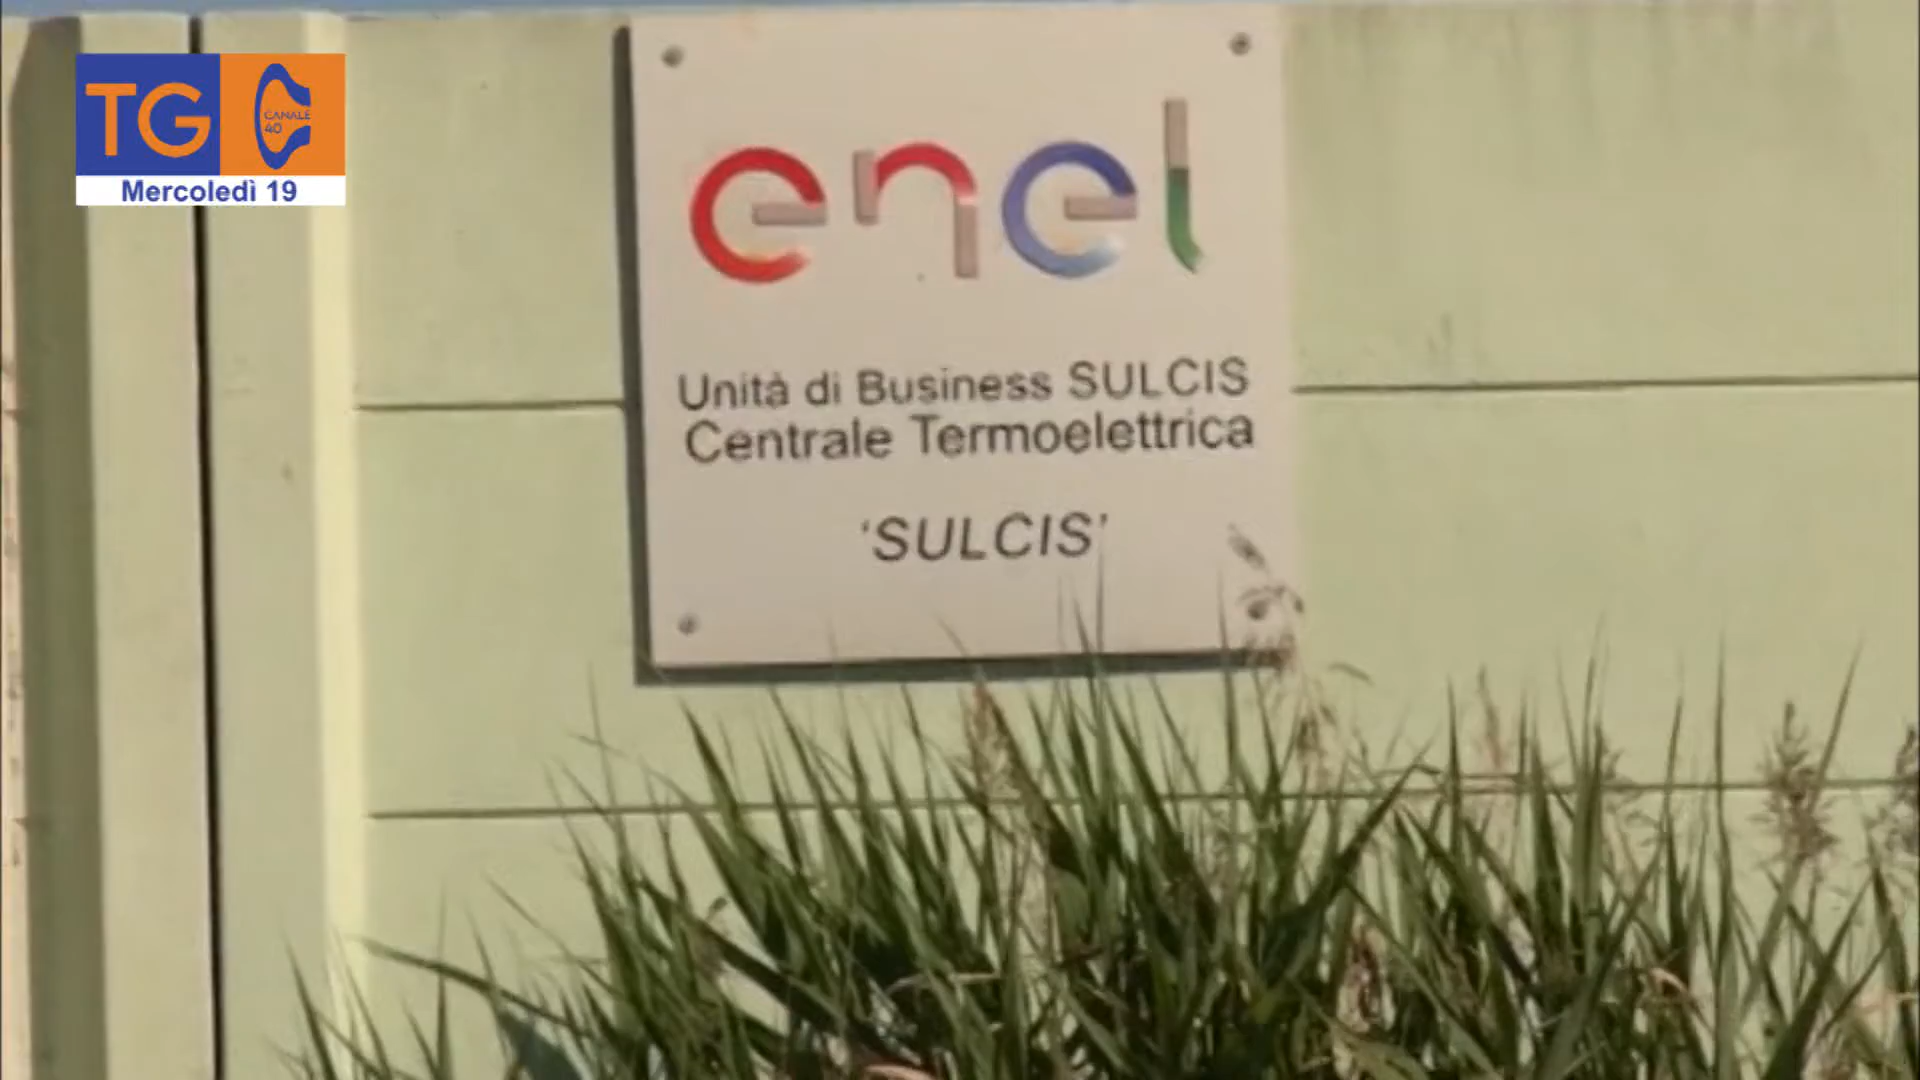 TG
CANALE
40
Mercoledì 19
enel
Unità di Business SULCIS
Centrale Termoelettrica
'SULCIS'